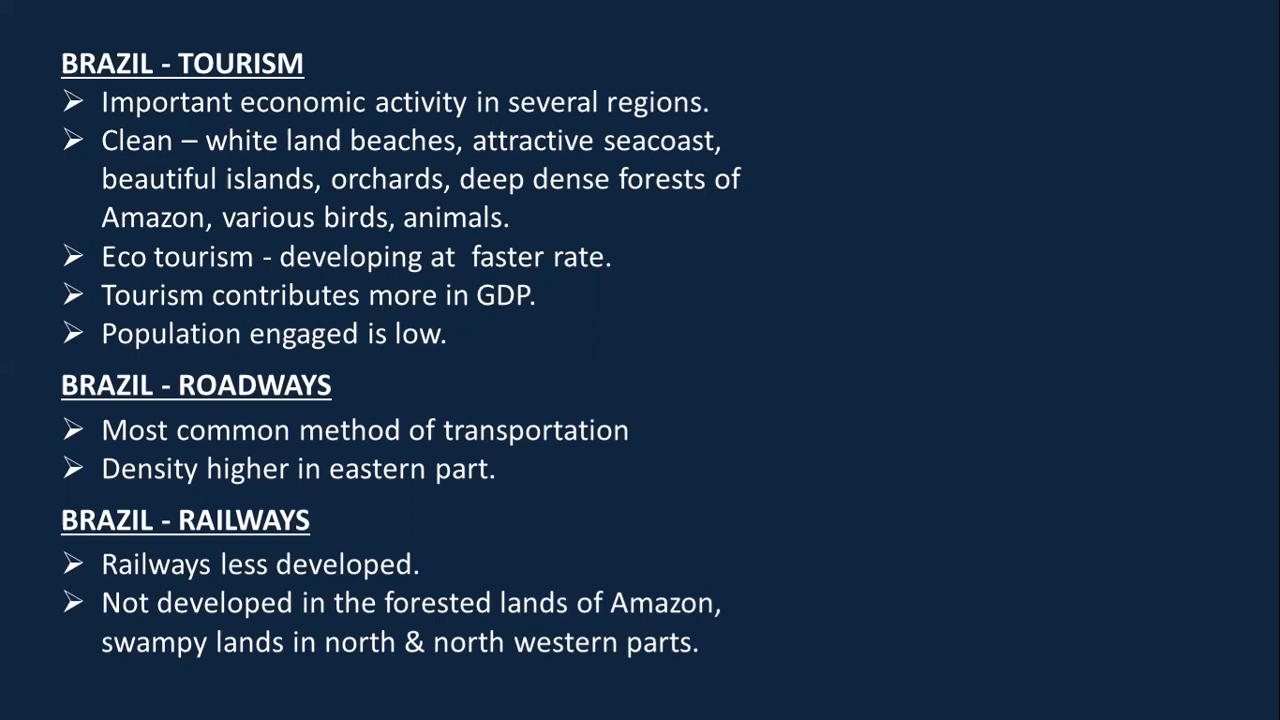 BRAZIL - TOURISM
➢ Important economic activity in several regions.
➢ Clean – white land beaches, attractive seacoast,
beautiful islands, orchards, deep dense forests of
Amazon, various birds, animals.
➢ Eco tourism - developing at  faster rate.
➢ Tourism contributes more in GDP.
➢ Population engaged is low.
BRAZIL - ROADWAYS
➢ Most common method of transportation
➢ Density higher in eastern part.
BRAZIL - RAILWAYS
➢ Railways less developed.
➢ Not developed in the forested lands of Amazon,
swampy lands in north & north western parts.